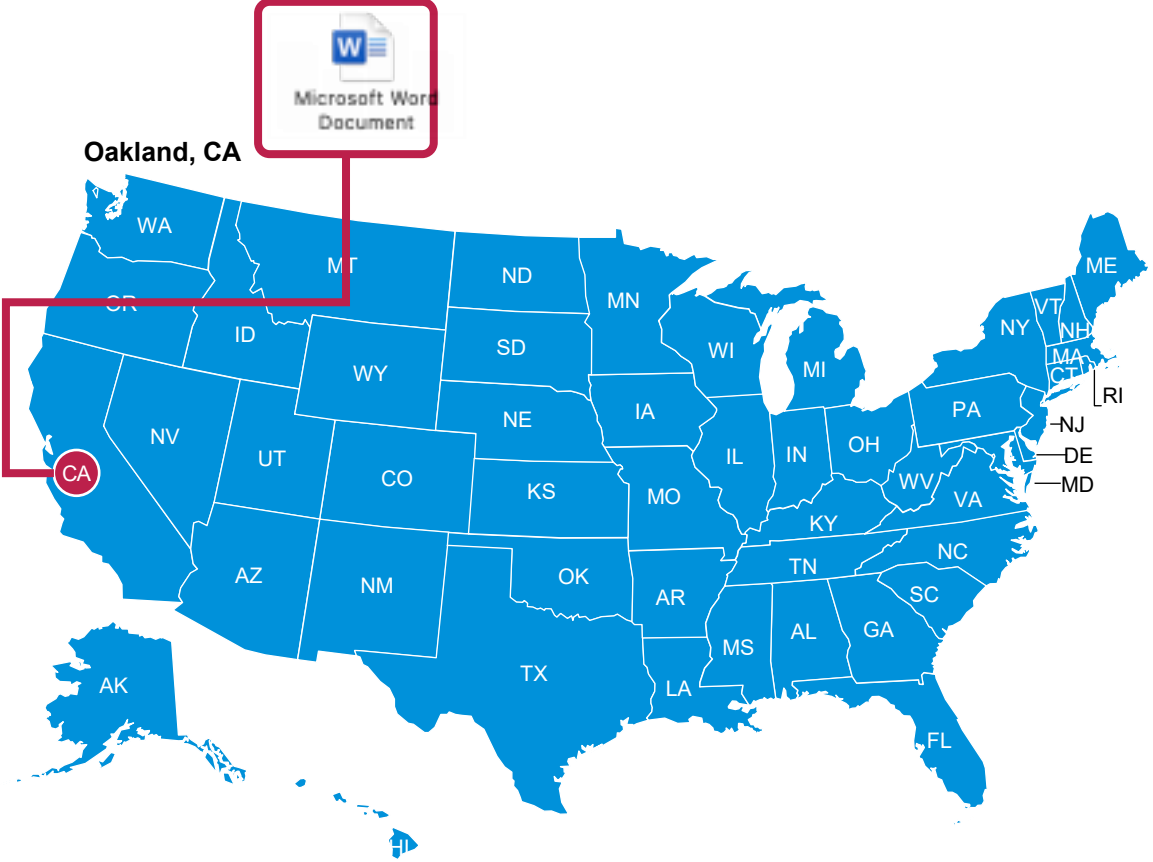 W
Microsoft Word
Document
Oakland, CA
WA
MT
ND
ME
MN
VT
OR
NY
NH
ID
SD
WI
MA
MI
WY
CT
RI
IA
PA
NE
NJ
NV
OH
UT
IL
IN
DE
CA
CO
WV
MD
KS
MO
VA
KY
NC
TN
AZ
OK
NM
SC
AR
GA
AL
MS
TX
AK
LA
FL
HI